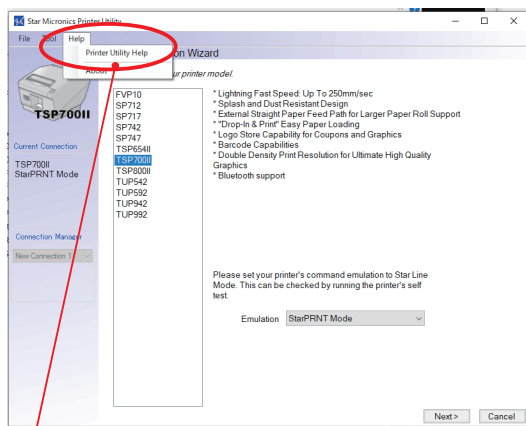 Star Micronics Printer Utility
File Tool Help
Printer Utility Help
About
on Wizard
ur printer model.
TSP700II
Current Connection
TSP700II
StarPRNT Mode
Connection Manager
New Connection 1
FVP10
SP712
SP717
SP742
SP747
TSP654II
TSP700II
TSP800II
TUP542
TUP592
TUP942
TUP992
* Lightning Fast Speed: Up To 250mm/sec
* Splash and Dust Resistant Design
* External Straight Paper Feed Path for Larger Paper Roll Support
* "Drop-In & Print" Easy Paper Loading
* Logo Store Capability for Coupons and Graphics
* Barcode Capabilities
* Double Density Print Resolution for Ultimate High Quality
Graphics
* Bluetooth support
Please set your printer's command emulation to Star Line
Mode. This can be checked by running the printer's self
test.
Emulation StarPRNT Mode
Next > Cancel